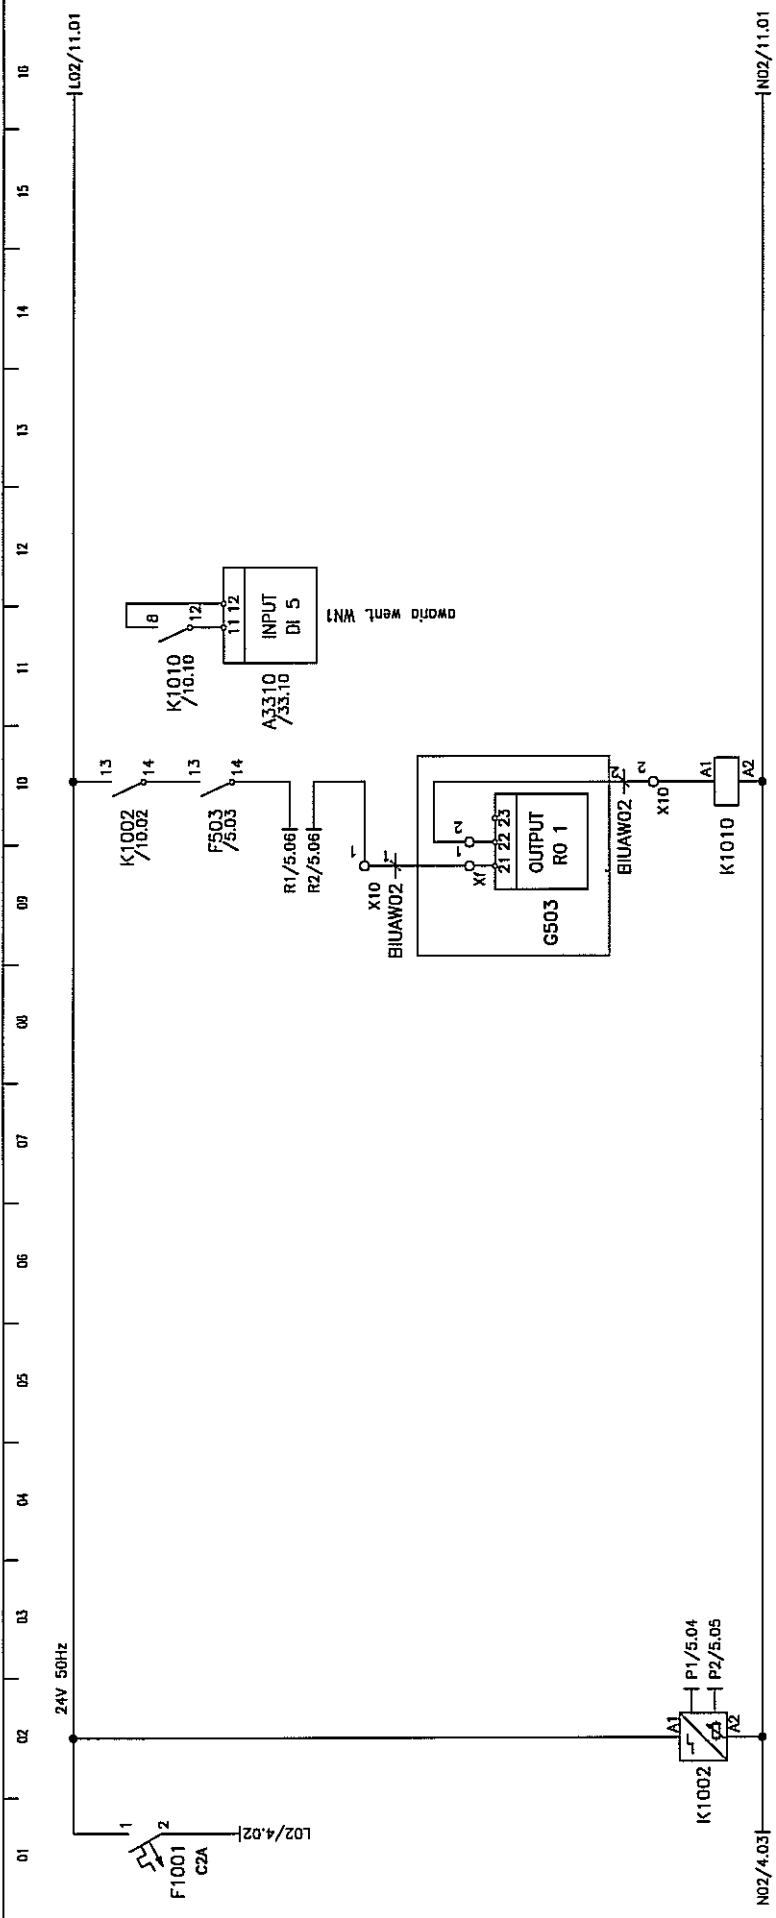 01 02 03 04 05 06 07 08 09 10 11 12 13 14 15 16
24V 50Hz
L02/11.01
1
2
F1001
C2A
L02/4.02
A1
P1/5.04
P2/5.05
A2
K1002
N02/4.03
13
K1002
/10.02
14
13
F503
/5.03
14
R1/5.06
R2/5.06
1
X10
1
BIUAW02
1
X1
2
21 22 23
OUTPUT
RO 1
G503
BIUAW02
2
X10
A1
K1010
A2
8
K1010
/10.10
12
11 12
INPUT
DI 5
A3310
/33.10
awaria went. WN1
N02/11.01